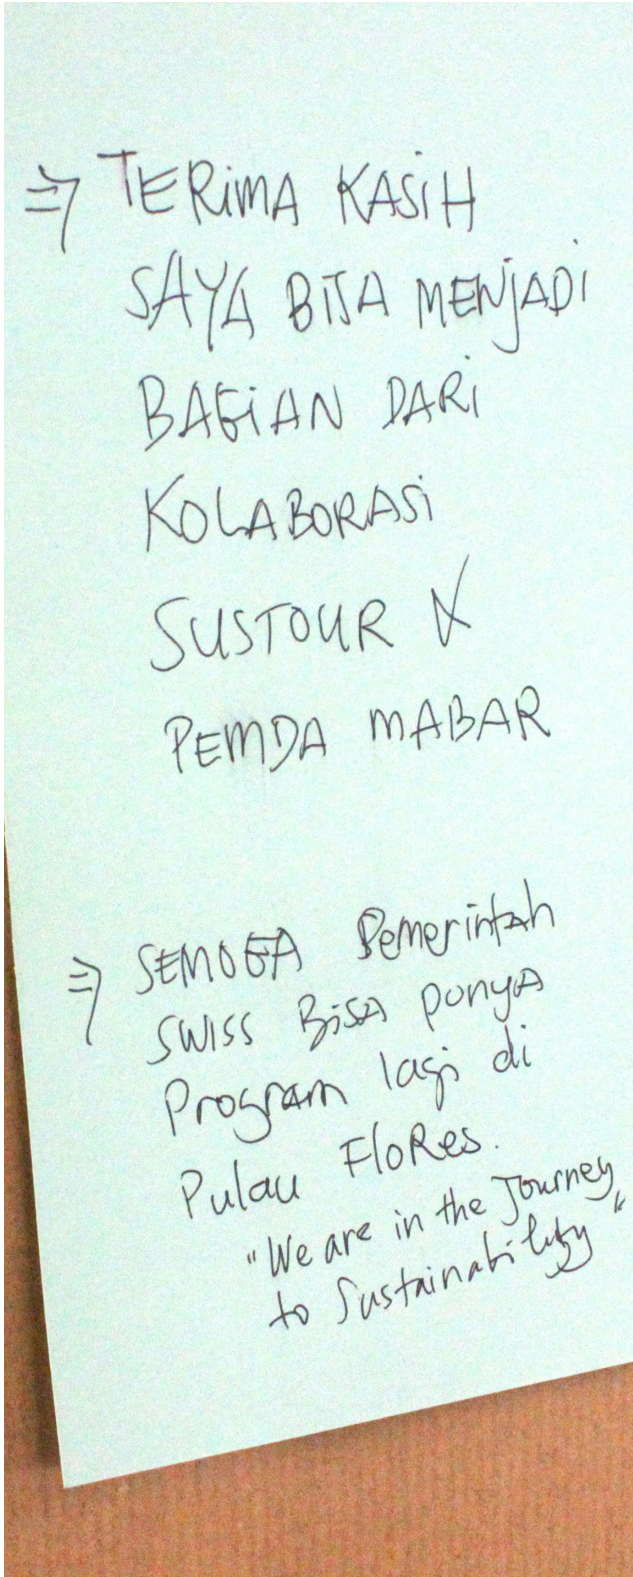 ⇒ TERIMA KASIH
SAYA BISA MENJADI
BAGIAN DARI
KOLABORASI
SUSTOUR X
PEMDA MABAR
⇒ SEMOGA Pemerintah
SWISS BISA punya
Program lagi di
Pulau FloRes.
"We are in the Journey
to Sustainability"